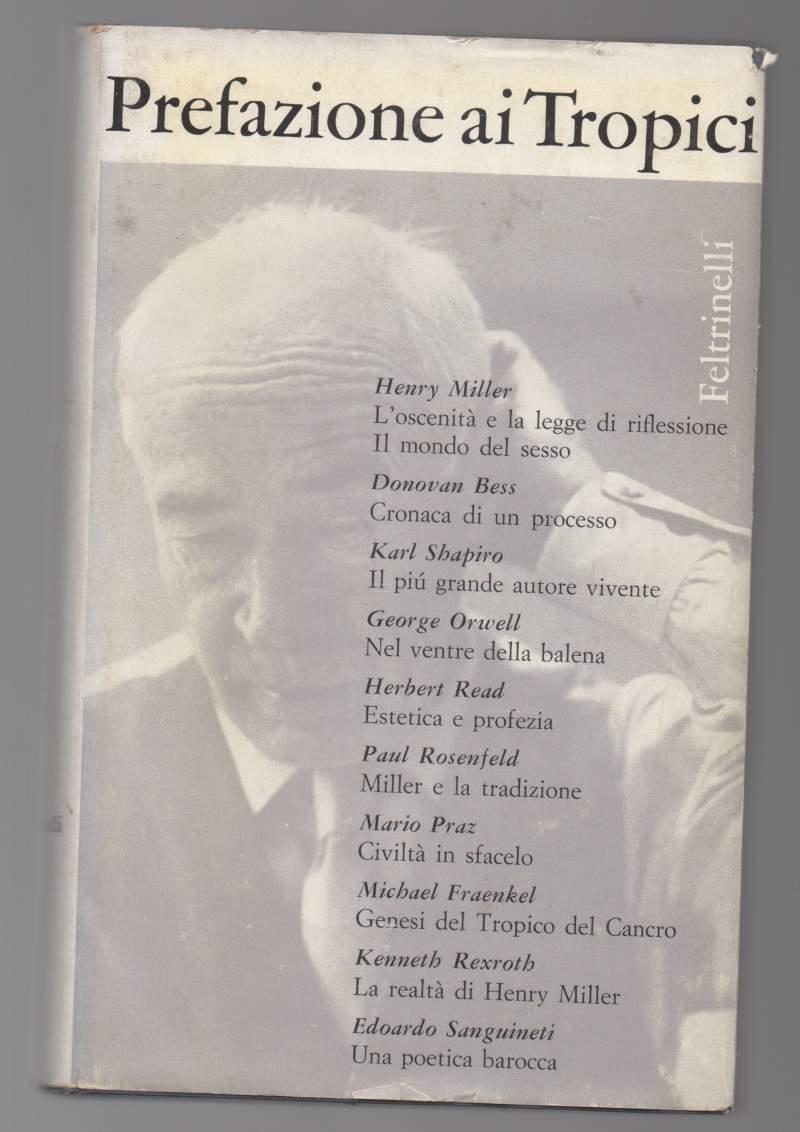 Prefazione ai Tropici
Feltrinelli
Henry Miller
L'oscenità e la legge di riflessione
Il mondo del sesso
Donovan Bess
Cronaca di un processo
Karl Shapiro
Il piú grande autore vivente
George Orwell
Nel ventre della balena
Herbert Read
Estetica e profezia
Paul Rosenfeld
Miller e la tradizione
Mario Praz
Civiltà in sfacelo
Michael Fraenkel
Genesi del Tropico del Cancro
Kenneth Rexroth
La realtà di Henry Miller
Edoardo Sanguineti
Una poetica barocca